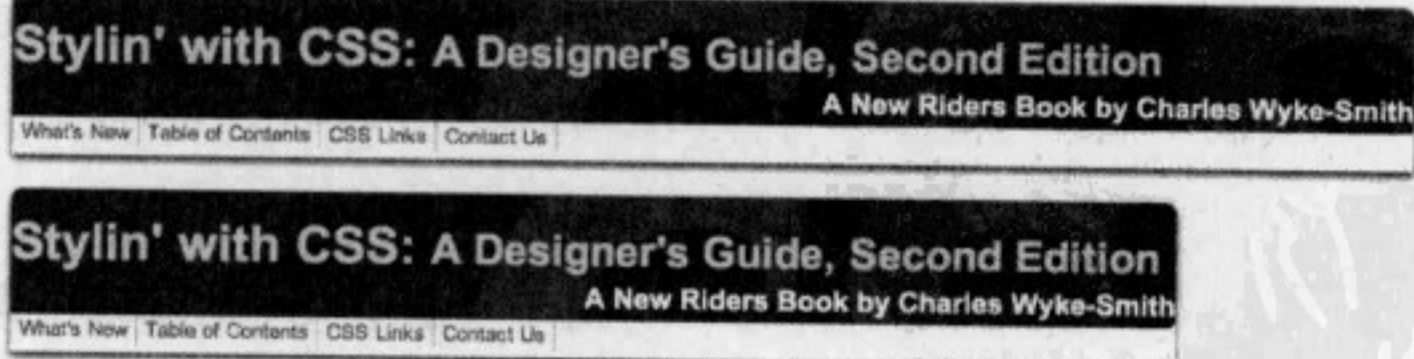 Stylin' with CSS: A Designer's Guide, Second Edition
A New Riders Book by Charles Wyke-Smith
What's New Table of Contents CSS Links Contact Us
Stylin' with CSS: A Designer's Guide, Second Edition
A New Riders Book by Charles Wyke-Smith
What's New Table of Contents CSS Links Contact Us